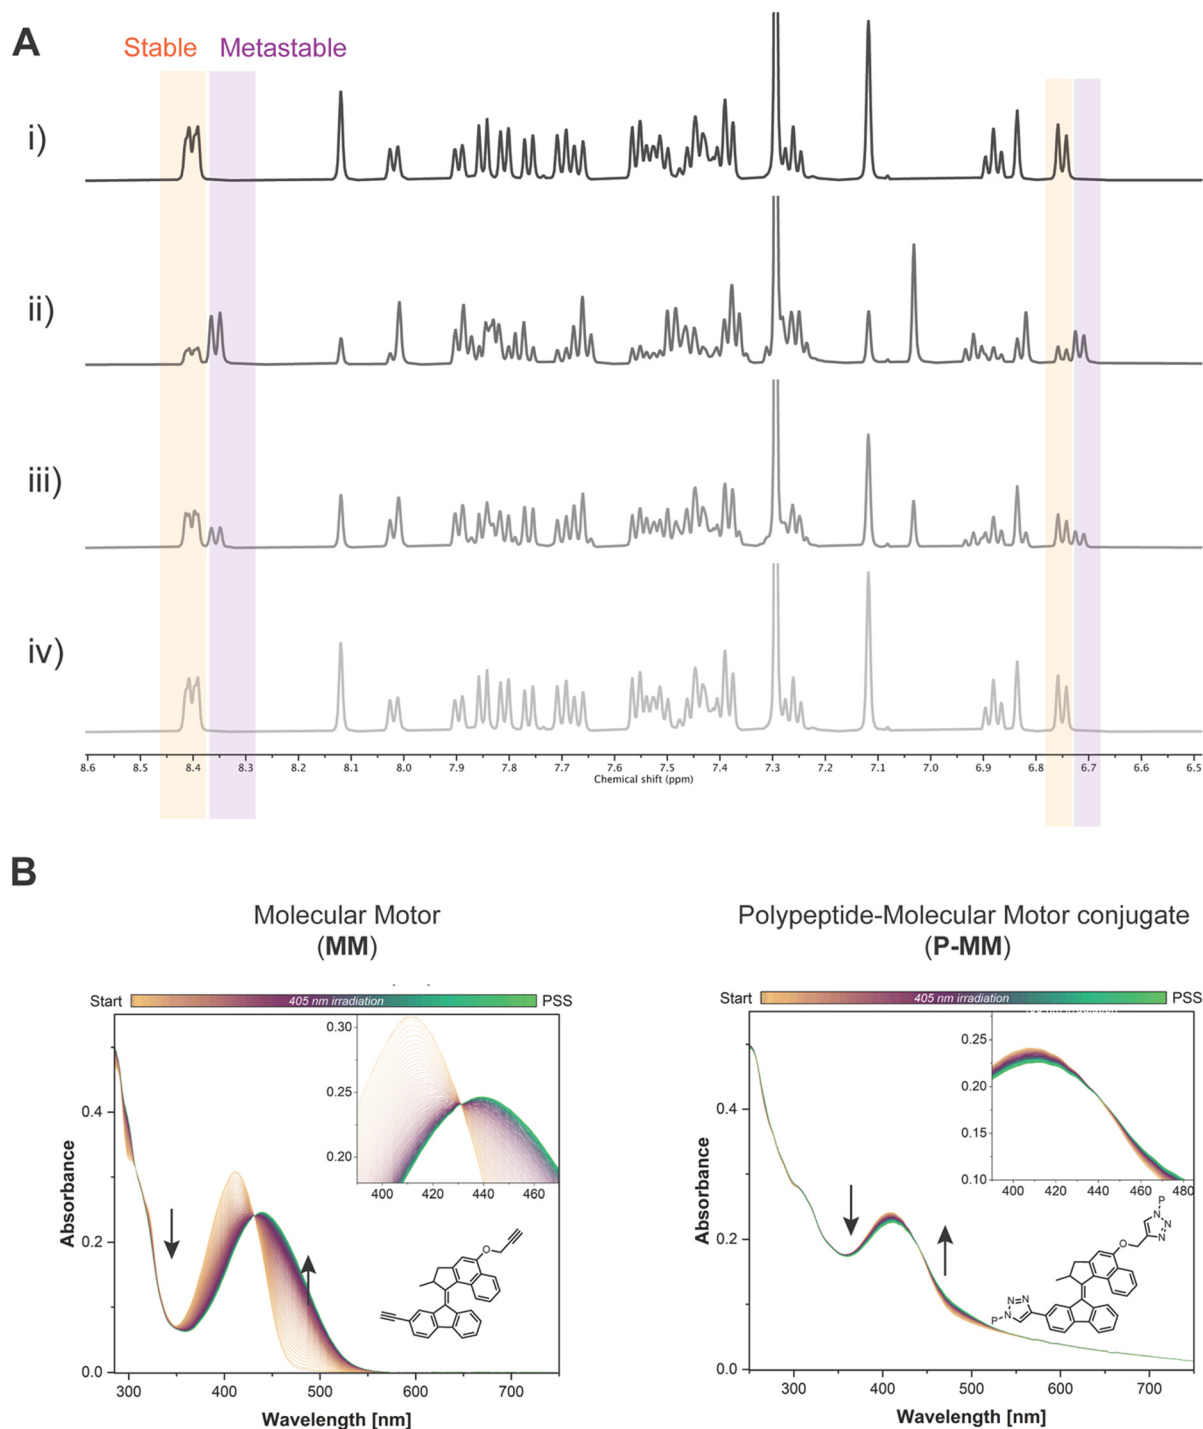 A
Stable Metastable
i)
ii)
iii)
iv)
8.6 8.5 8.4 8.3 8.2 8.1 8.0 7.9 7.8 7.7 7.6 7.5 7.4 7.3 7.2 7.1 7.0 6.9 6.8 6.7 6.6 6.5
Chemical shift (ppm)
B
Molecular Motor
(MM)
Start 405 nm irradiation PSS
0.30
0.25
0.20
400 420 440 460
0.4
0.2
0.0
Absorbance
O
300 400 500 600 700
Wavelength [nm]
Polypeptide-Molecular Motor conjugate
(P-MM)
Start 405 nm irradiation PSS
0.25
0.20
0.15
0.10
400 420 440 460 480
0.4
0.2
0.0
Absorbance
P
N
N
N
O
N=N
N
P
300 400 500 600 700
Wavelength [nm]